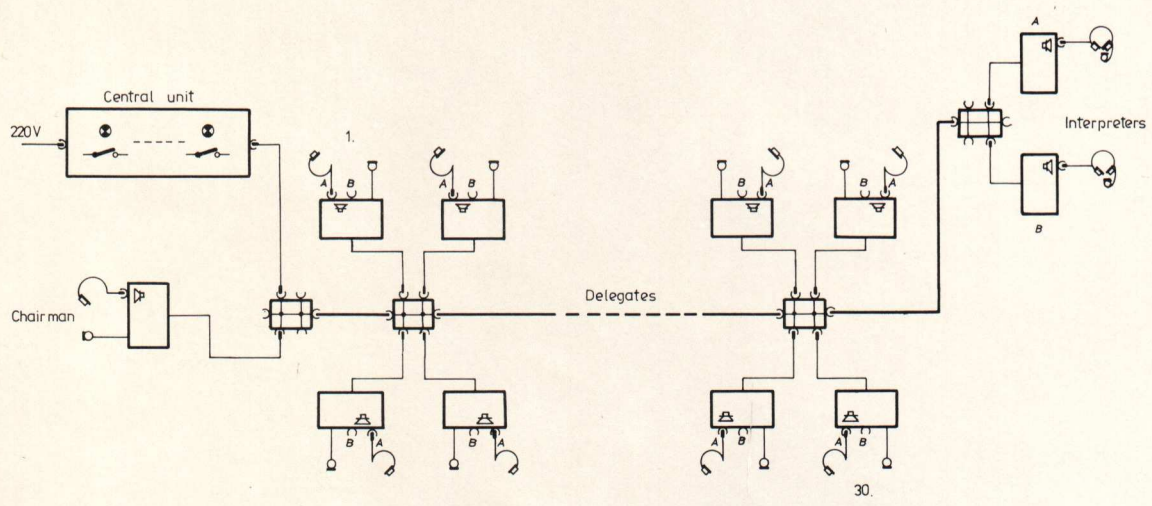 Central unit
220V
1.
A
B
A
B
B
A
B
A
Chairman
Delegates
A
Interpreters
B
B
A
B
A
A
B
A
B
30.